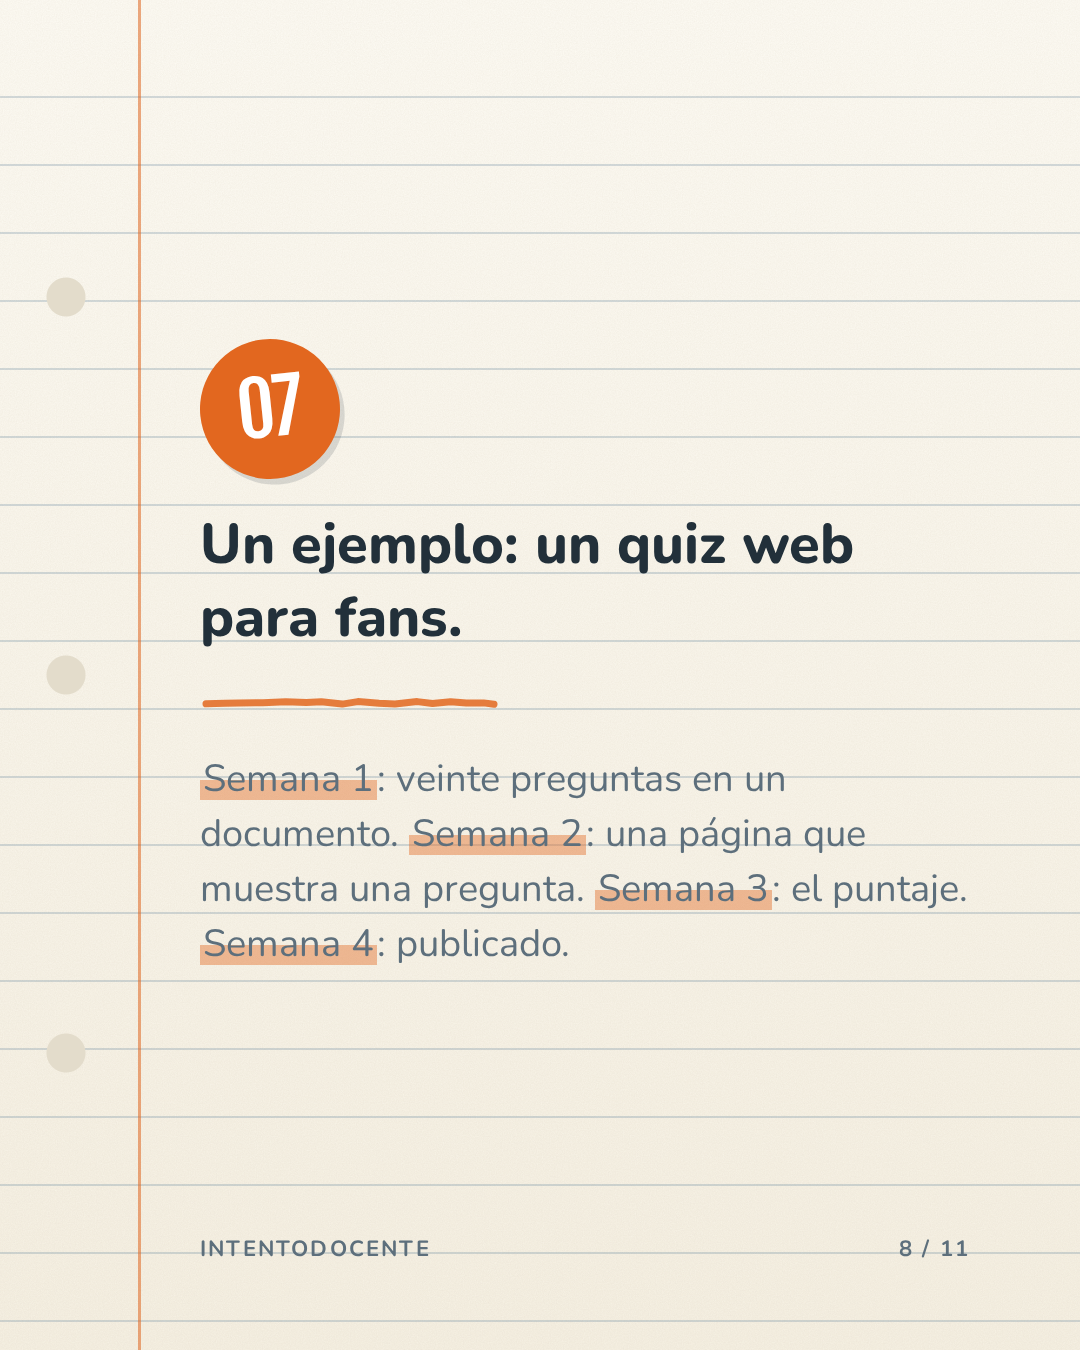 07
Un ejemplo: un quiz web
para fans.
Semana 1: veinte preguntas en un
documento. Semana 2: una página que
muestra una pregunta. Semana 3: el puntaje.
Semana 4: publicado.
INTENTODOCENTE
8 / 11